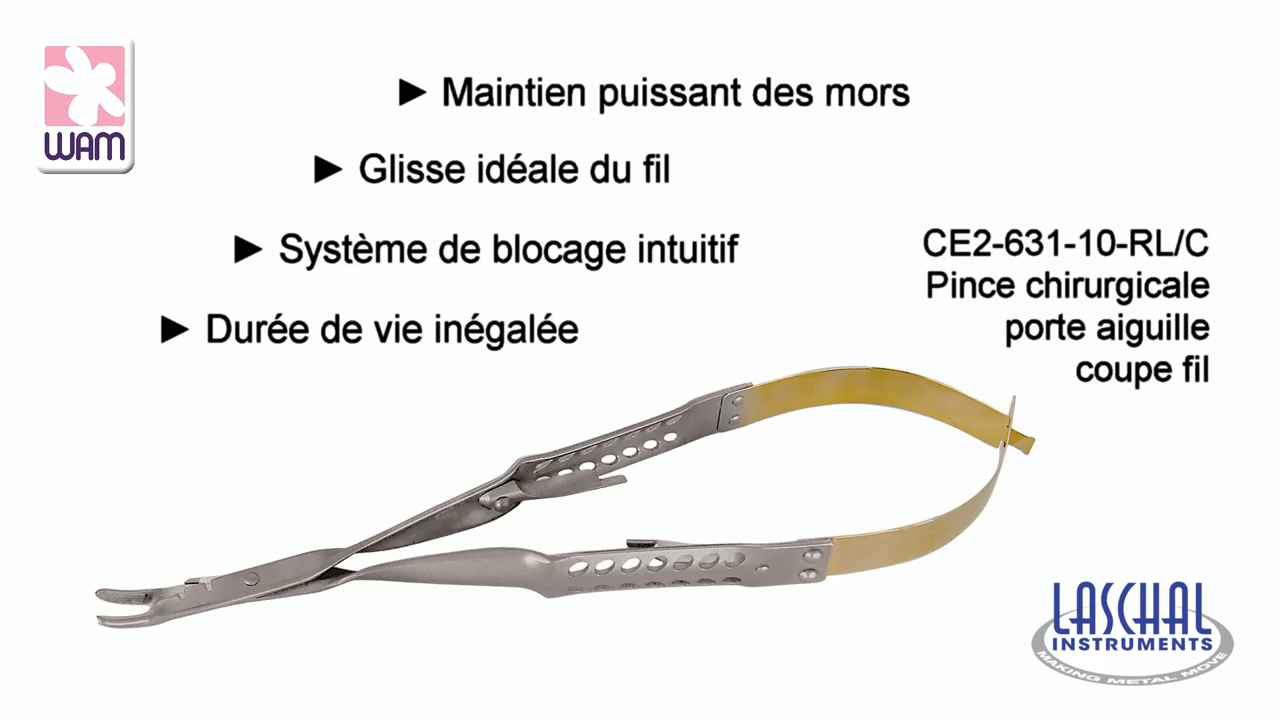 WAM
► Maintien puissant des mors
► Glisse idéale du fil
► Système de blocage intuitif
► Durée de vie inégalée
CE2-631-10-RL/C
Pince chirurgicale
porte aiguille
coupe fil
LASCHAL
INSTRUMENTS
MAKING METAL MOVE